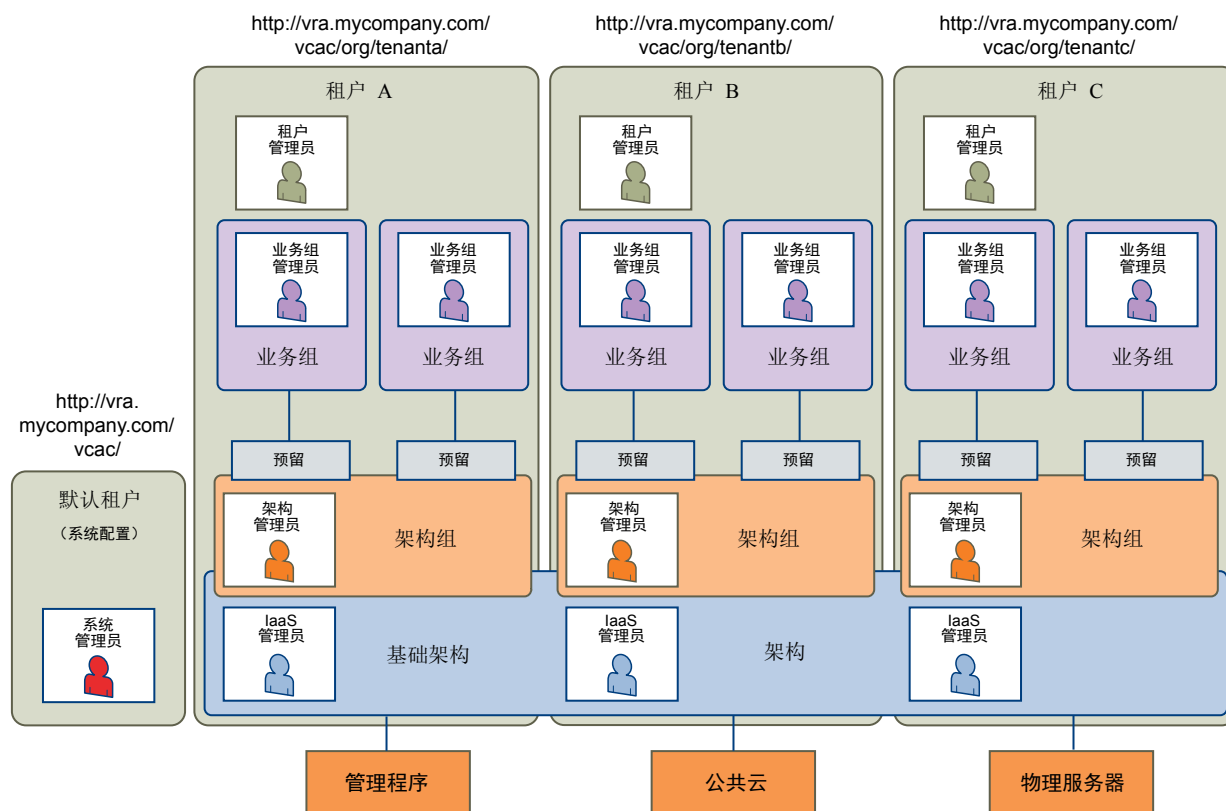 http://vra.mycompany.com/
vcac/org/tenanta/
http://vra.mycompany.com/
vcac/org/tenantb/
http://vra.mycompany.com/
vcac/org/tenantc/
租户 A
租户 B
租户 C
租户
管理员
租户
管理员
租户
管理员
业务组
管理员
业务组
管理员
业务组
管理员
业务组
管理员
业务组
管理员
业务组
管理员
业务组
业务组
业务组
业务组
业务组
业务组
http://vra.
mycompany.com/
vcac/
预留
预留
预留
预留
预留
预留
默认租户
（系统配置）
架构
管理员
架构组
架构
管理员
架构组
架构
管理员
架构组
系统
管理员
IaaS
管理员
基础架构
IaaS
管理员
架构
IaaS
管理员
管理程序
公共云
物理服务器